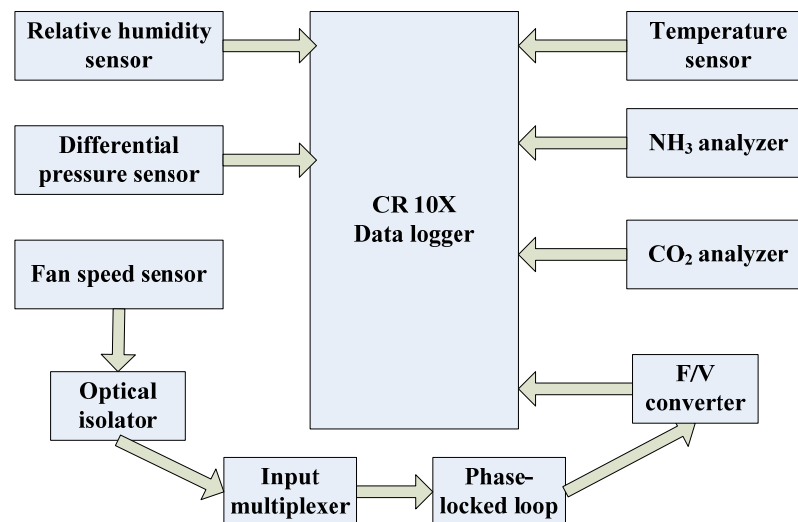 Relative humidity
sensor
Temperature
sensor
Differential
pressure sensor
NH₃ analyzer
CR 10X
Data logger
Fan speed sensor
CO₂ analyzer
Optical
isolator
F/V
converter
Input
multiplexer
Phase-
locked loop